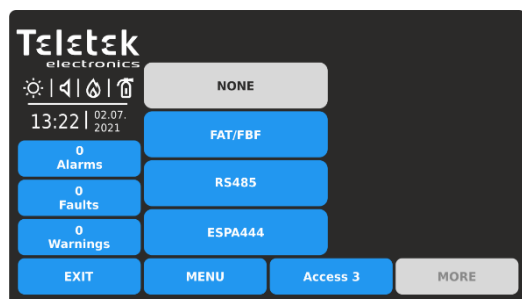 Teletek
electronics
13:22 02.07.
2021
0
Alarms
0
Faults
0
Warnings
NONE
FAT/FBF
RS485
ESPA444
EXIT
MENU
Access 3
MORE